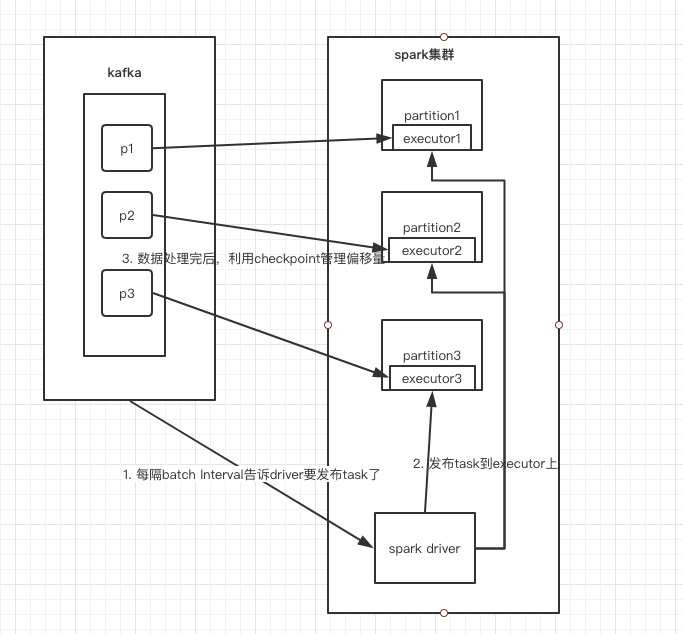 kafka
p1
p2
p3
spark集群
partition1
executor1
partition2
executor2
3. 数据处理完后，利用checkpoint管理偏移量
partition3
executor3
1. 每隔batch Interval告诉driver要发布task了
2. 发布task到executor上
spark driver